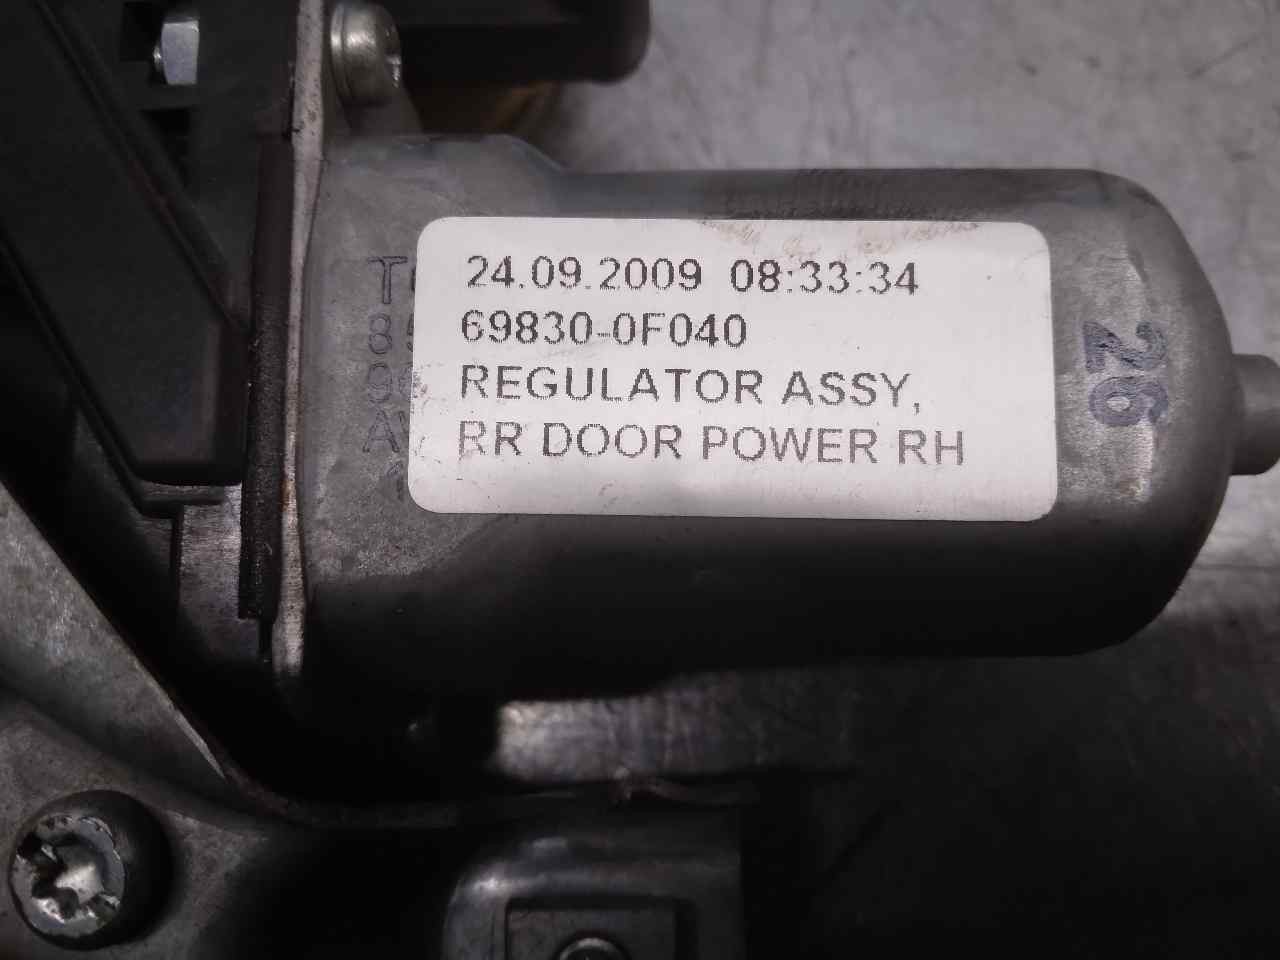 24.09.2009 08:33:34
69830-0F040
REGULATOR ASSY,
RR DOOR POWER RH
26